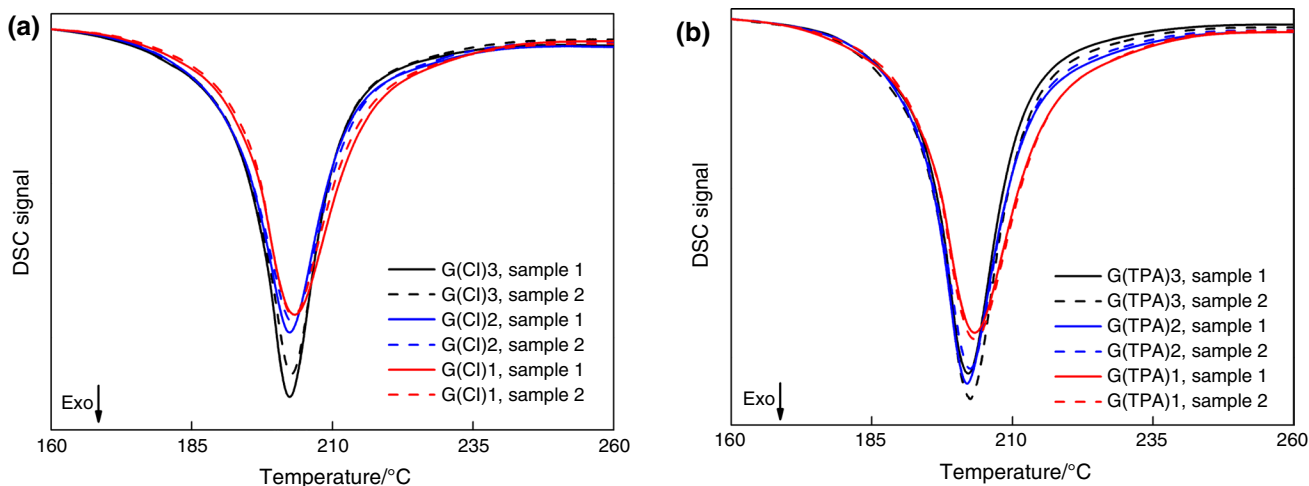 (a)
DSC signal
G(Cl)3, sample 1
G(Cl)3, sample 2
G(Cl)2, sample 1
G(Cl)2, sample 2
G(Cl)1, sample 1
G(Cl)1, sample 2
Exo
160 185 210 235 260
Temperature/°C
(b)
DSC signal
G(TPA)3, sample 1
G(TPA)3, sample 2
G(TPA)2, sample 1
G(TPA)2, sample 2
G(TPA)1, sample 1
G(TPA)1, sample 2
Exo
160 185 210 235 260
Temperature/°C